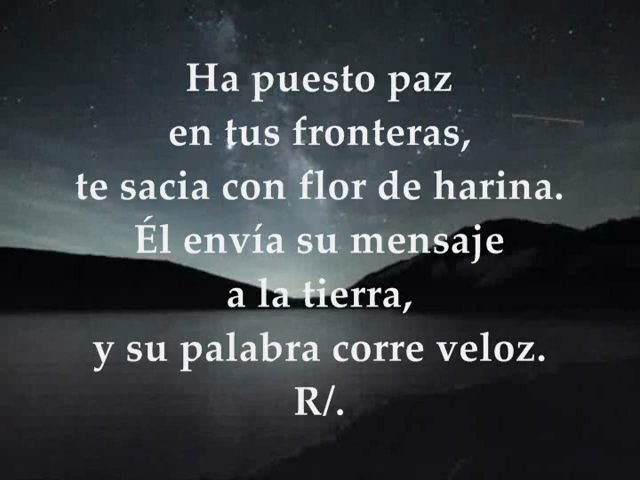 Ha puesto paz
en tus fronteras,
te sacia con flor de harina.
Él envía su mensaje
a la tierra,
y su palabra corre veloz.
R/.